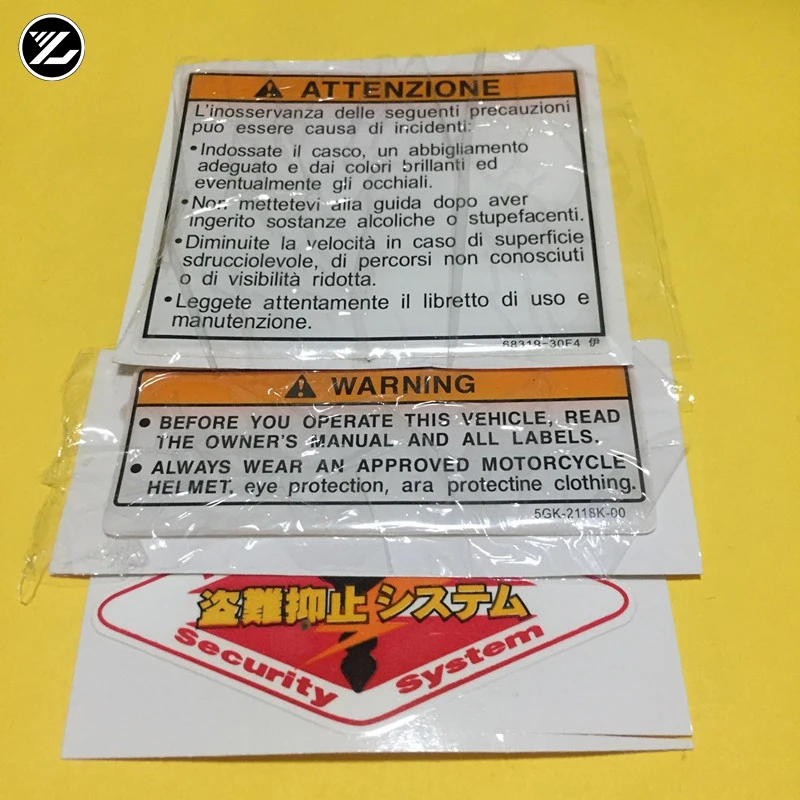 ⚠ ATTENZIONE
L'inosservanza delle seguenti precauzioni
può essere causa di incidenti:
•Indossate il casco, un abbigliamento
adeguato e dai colori brillanti ed
eventualmente gli occhiali.
•Non mettetevi alla guida dopo aver
ingerito sostanze alcoliche o stupefacenti.
•Diminuite la velocità in caso di superficie
sdrucciolevole, di percorsi non conosciuti
o di visibilità ridotta.
•Leggete attentamente il libretto di uso e
manutenzione.
68319-30F4 伊
⚠ WARNING
● BEFORE YOU OPERATE THIS VEHICLE, READ
THE OWNER'S MANUAL AND ALL LABELS.
● ALWAYS WEAR AN APPROVED MOTORCYCLE
HELMET, eye protection, ara protectine clothing.
5GK-2118K-00
盗難抑止システム
Security System